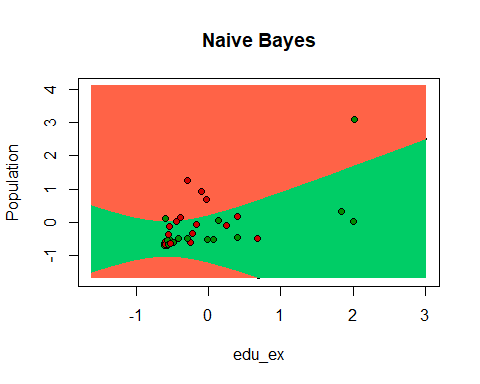 Naive Bayes
Population
4
3
2
1
0
-1
-1 0 1 2 3
edu_ex